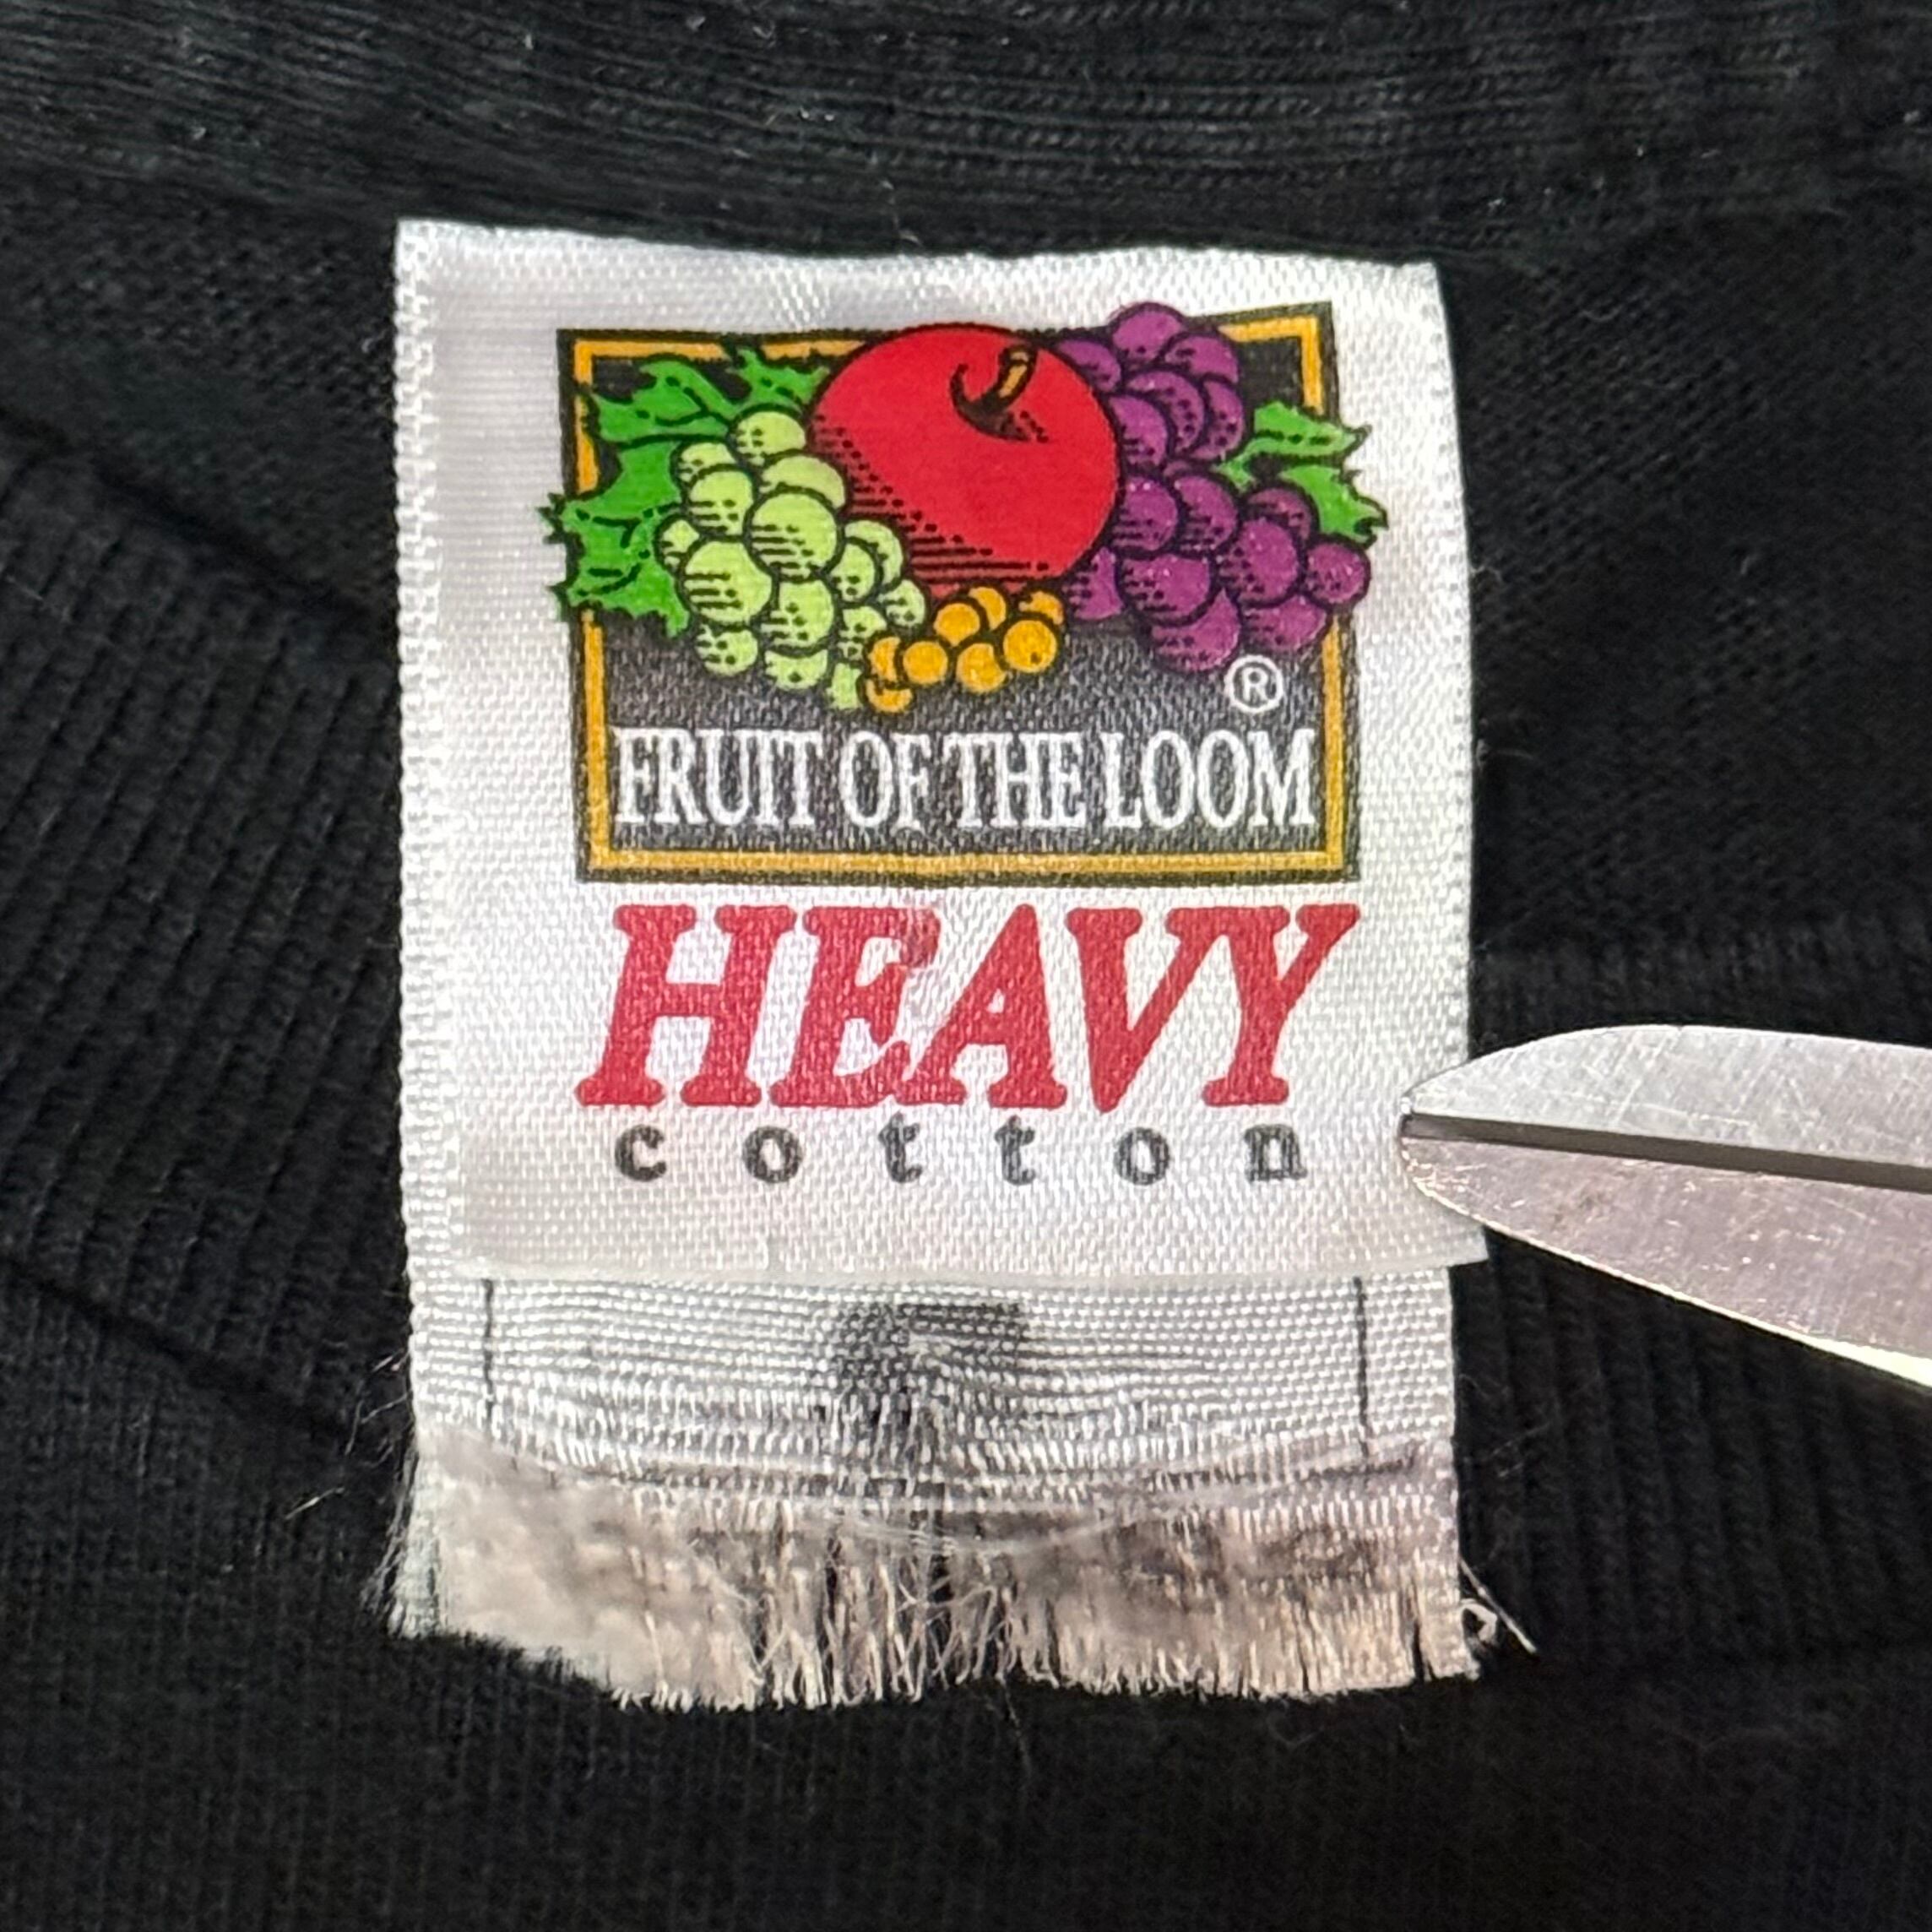 ®
FRUIT OF THE LOOM
HEAVY
cotton